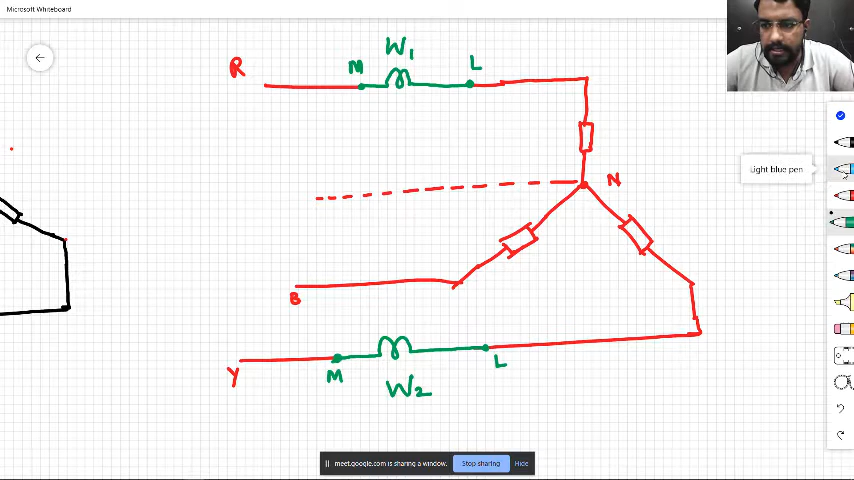 Microsoft Whiteboard
W1
R
M
L
Light blue pen
N
B
Y
M
L
W2
meet.google.com is sharing a window.
Stop sharing
Hide